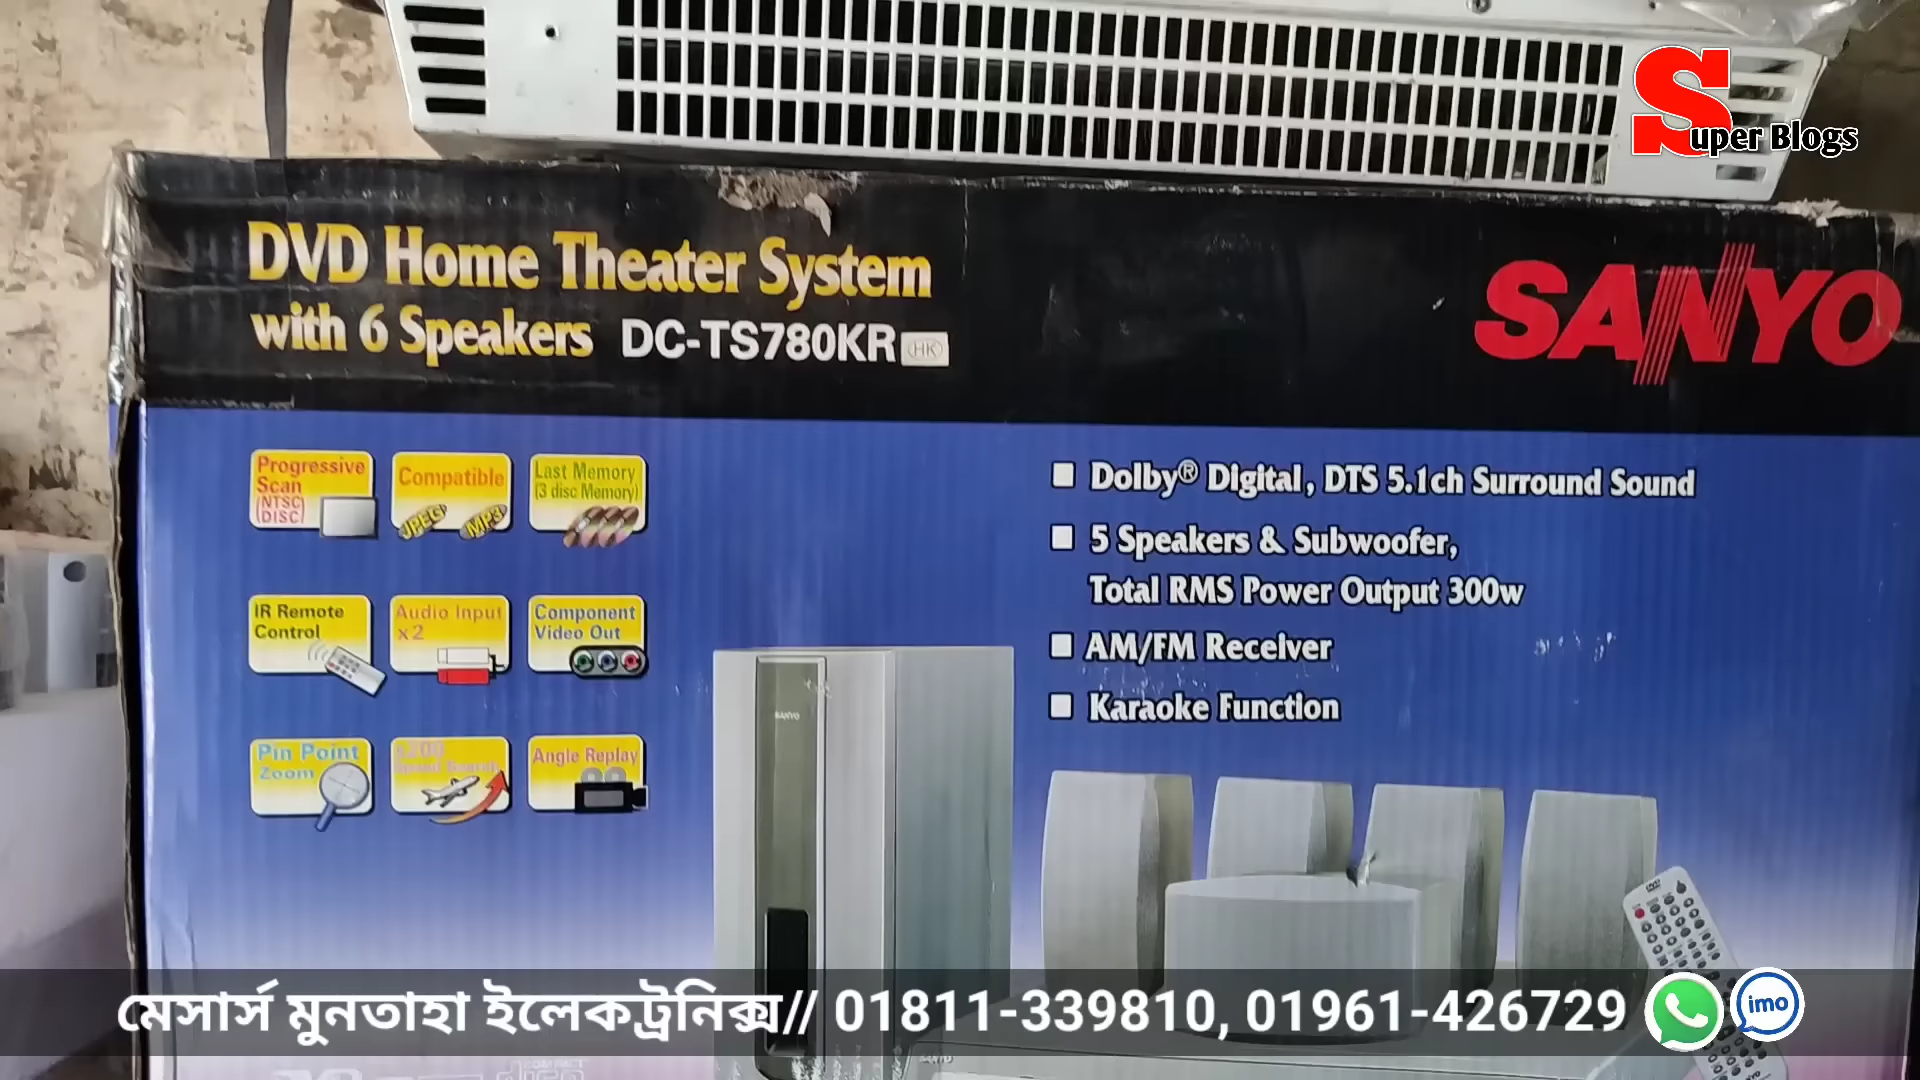 Super Blogs
DVD Home Theater System
with 6 Speakers DC-TS780KR HK
SANYO
Progressive
Scan
(NTSC
DISC)
Compatible
JPEG MP3
Last Memory
(3 disc Memory)
IR Remote
Control
Audio Input
x2
Component
Video Out
Pin Point
Zoom
x200
Angle Replay
Dolby® Digital, DTS 5.1ch Surround Sound
5 Speakers & Subwoofer,
Total RMS Power Output 300w
AM/FM Receiver
Karaoke Function
SANYO
মেসার্স মুনতাহা ইলেকট্রনিক্স// 01811-339810, 01961-426729
imo